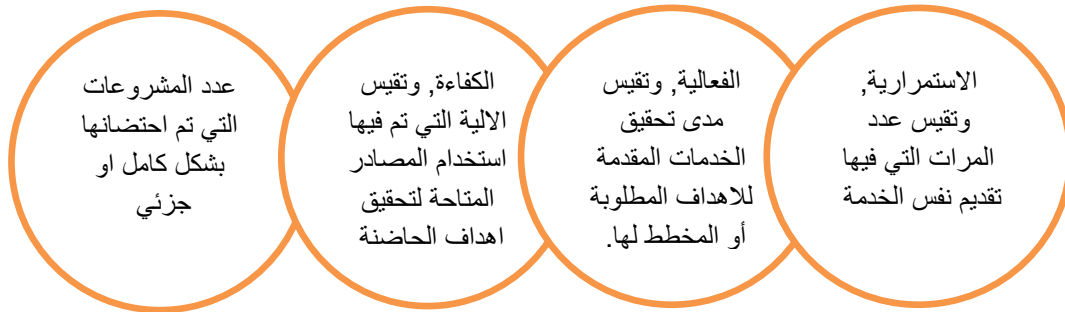 الاستمرارية,
وتقيس عدد
المرات التي فيها
تقديم نفس الخدمة
الفعالية, وتقيس
مدى تحقيق
الخدمات المقدمة
للاهداف المطلوبة
أو المخطط لها.
الكفاءة, وتقيس
الالية التي تم فيها
استخدام المصادر
المتاحة لتحقيق
اهداف الحاضنة
عدد المشروعات
التي تم احتضانها
بشكل كامل او
جزئي